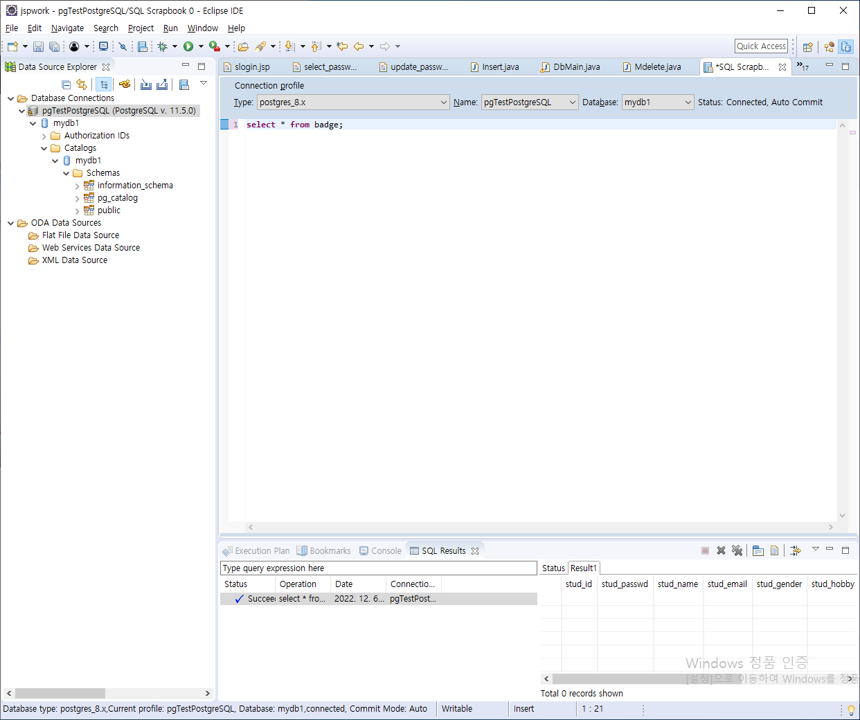 jspwork - pgTestPostgreSQL/SQL Scrapbook 0 - Eclipse IDE
File Edit Navigate Search Project Run Window Help
Quick Access
Data Source Explorer
slogin.jsp select_passw... update_passw... Insert.java DbMain.java Mdelete.java *SQL Scrapb... 17
Connection profile
Type: postgres_8.x Name: pgTestPostgreSQL Database: mydb1 Status: Connected, Auto Commit
1 select * from badge;
Database Connections
pgTestPostgreSQL (PostgreSQL v. 11.5.0)
mydb1
Authorization IDs
Catalogs
mydb1
Schemas
information_schema
pg_catalog
public
ODA Data Sources
Flat File Data Source
Web Services Data Source
XML Data Source
Execution Plan Bookmarks Console SQL Results
Type query expression here
Status Operation Date Connectio...
Succee select * fro... 2022. 12. 6... pgTestPost...
Status Result1
stud_id stud_passwd stud_name stud_email stud_gender stud_hobby
Windows 정품 인증
[설정]으로 이동하여 Windows를 정품
Total 0 records shown
Database type: postgres_8.x,Current profile: pgTestPostgreSQL, Database: mydb1,connected, Commit Mode: Auto Writable Insert 1 : 21